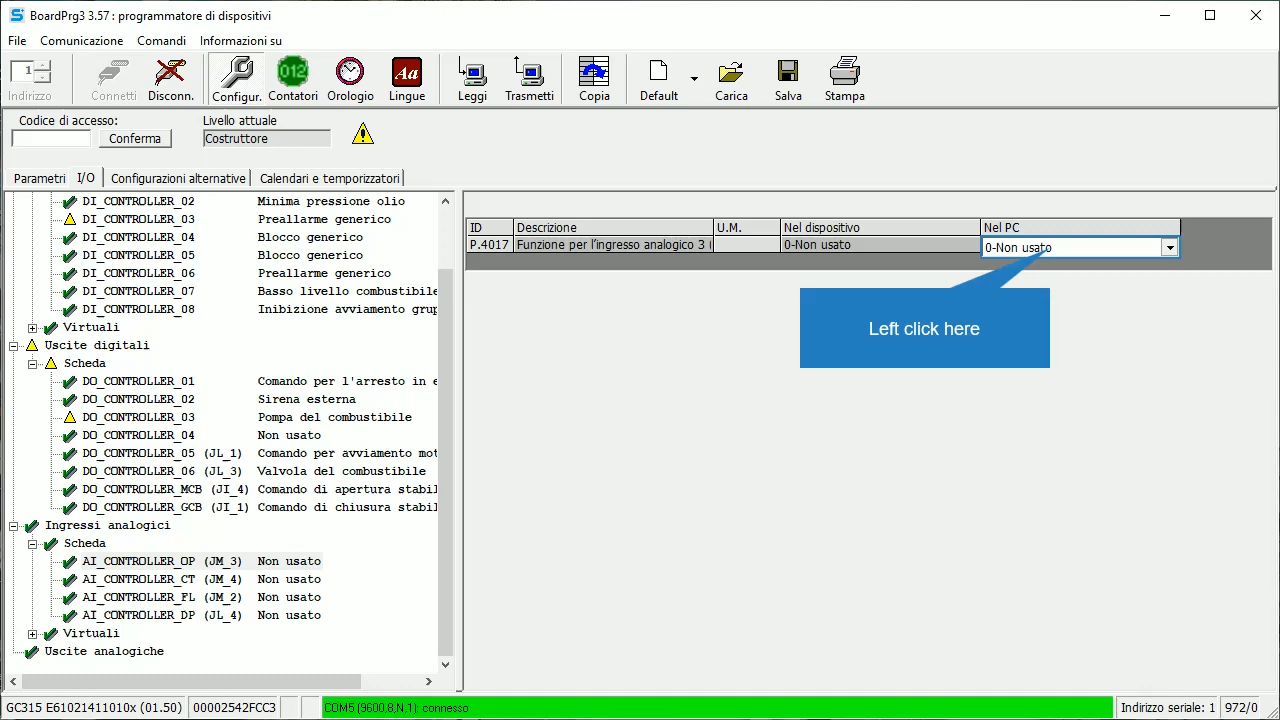 BoardPrg3 3.57 : programmatore di dispositivi
File Comunicazione Comandi Informazioni su
1
Indirizzo Connetti Disconn. Configur. Contatori Orologio Lingue Leggi Trasmetti Copia Default Carica Salva Stampa
012
Aa
Codice di accesso: Livello attuale
Conferma Costruttore
Parametri I/O Configurazioni alternative Calendari e temporizzatori
DI_CONTROLLER_02 Minima pressione olio
DI_CONTROLLER_03 Preallarme generico
DI_CONTROLLER_04 Blocco generico
DI_CONTROLLER_05 Blocco generico
DI_CONTROLLER_06 Preallarme generico
DI_CONTROLLER_07 Basso livello combustibile
DI_CONTROLLER_08 Inibizione avviamento grup
Virtuali
Uscite digitali
Scheda
DO_CONTROLLER_01 Comando per l'arresto in e
DO_CONTROLLER_02 Sirena esterna
DO_CONTROLLER_03 Pompa del combustibile
DO_CONTROLLER_04 Non usato
DO_CONTROLLER_05 (JL_1) Comando per avviamento mot
DO_CONTROLLER_06 (JL_3) Valvola del combustibile
DO_CONTROLLER_MCB (JI_4) Comando di apertura stabil
DO_CONTROLLER_GCB (JI_1) Comando di chiusura stabil
Ingressi analogici
Scheda
AI_CONTROLLER_OP (JM_3) Non usato
AI_CONTROLLER_CT (JM_4) Non usato
AI_CONTROLLER_FL (JM_2) Non usato
AI_CONTROLLER_DP (JL_4) Non usato
Virtuali
Uscite analogiche
ID Descrizione U.M. Nel dispositivo Nel PC
P.4017 Funzione per l'ingresso analogico 3 ( 0-Non usato 0-Non usato
Left click here
GC315 E61021411010x (01.50) 00002542FCC3 COM5 (9600,8,N,1): connesso Indirizzo seriale: 1 972/0